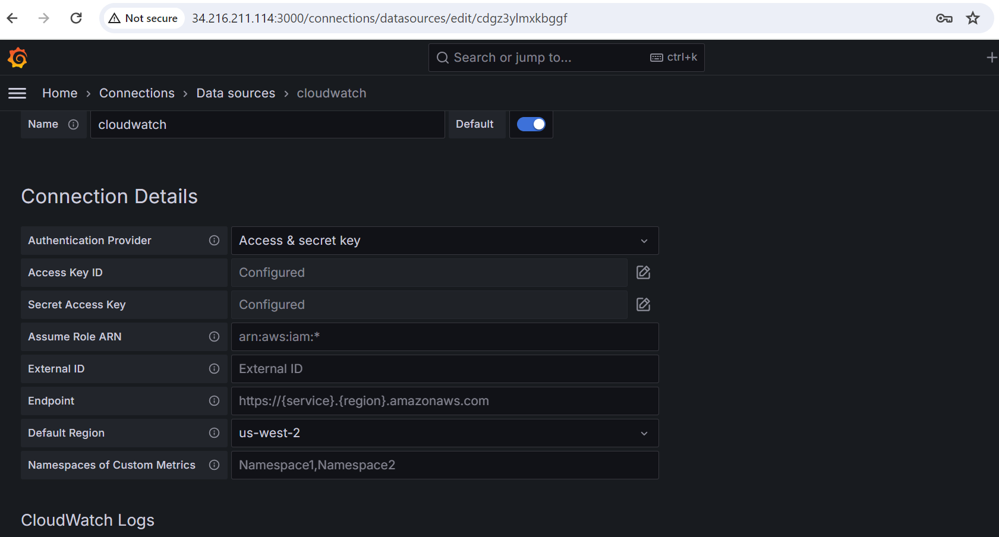 Not secure 34.216.211.114:3000/connections/datasources/edit/cdgz3ylmxkbggf
Search or jump to... ctrl+k
Home › Connections › Data sources › cloudwatch
Name cloudwatch Default
Connection Details
Authentication Provider Access & secret key
Access Key ID Configured
Secret Access Key Configured
Assume Role ARN arn:aws:iam:*
External ID External ID
Endpoint https://{service}.{region}.amazonaws.com
Default Region us-west-2
Namespaces of Custom Metrics Namespace1,Namespace2
CloudWatch Logs